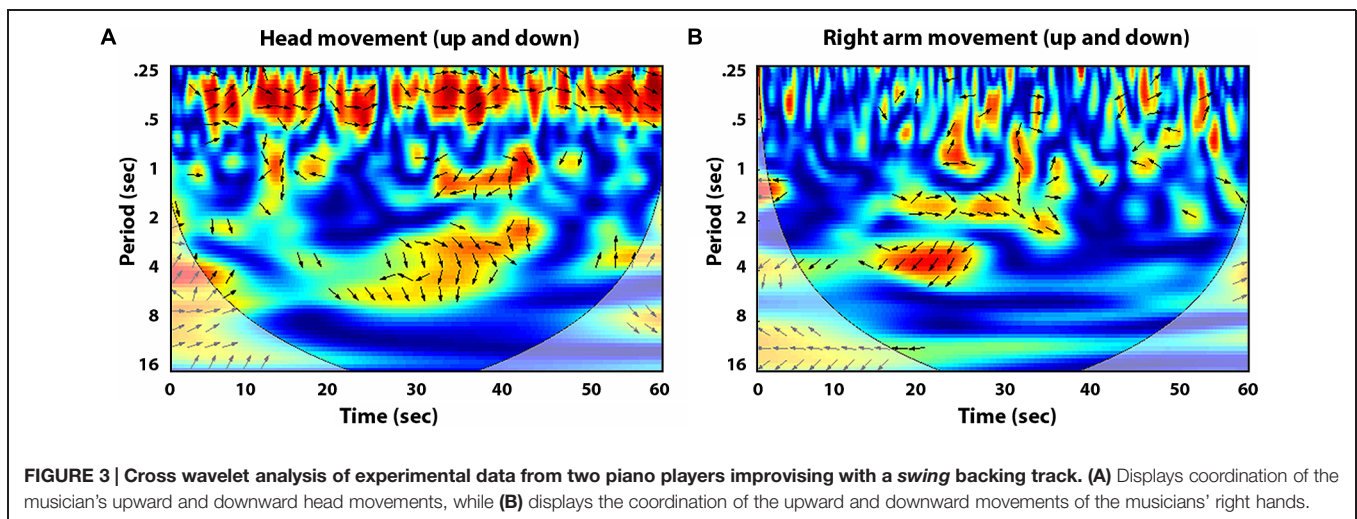 A Head movement (up and down) B Right arm movement (up and down)
.25 .25
.5 .5
1 1
2 2
4 4
8 8
16 16
Period (sec) Period (sec)
0 10 20 30 40 50 60 0 10 20 30 40 50 60
Time (sec) Time (sec)
FIGURE 3 | Cross wavelet analysis of experimental data from two piano players improvising with a swing backing track. (A) Displays coordination of the
musician's upward and downward head movements, while (B) displays the coordination of the upward and downward movements of the musicians' right hands.